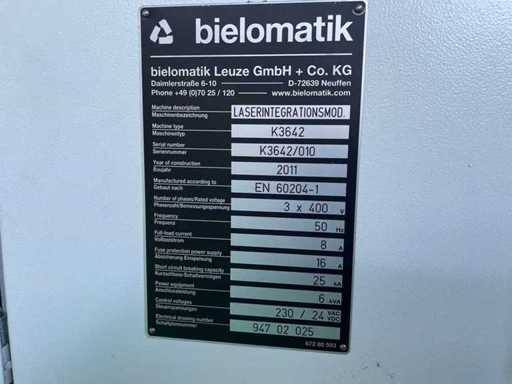 bielomatik
bielomatik Leuze GmbH + Co. KG
Daimlerstraße 6-10 D-72639 Neuffen
Phone +49 (0)70 25 / 120 www.bielomatik.com
Machine description
Maschinenbezeichnung LASERINTEGRATIONSMOD.
Machine type
Maschinentyp K3642
Serial number
Seriennummer K3642/010
Year of construction
Baujahr 2011
Manufactured according to
Gebaut nach EN 60204-1
Number of phases/Rated voltage
Phasenzahl/Bemessungsspannung 3 x 400 V
Frequency
Frequenz 50 Hz
Full-load current
Volllaststrom 8 A
Fuse protection power supply
Absicherung Einspeisung 16 A
Short circuit breaking capacity
Kurzschluss-Schaltvermögen 25 kA
Power equipment
Anschlussleistung 6 kVA
Control voltages
Steuerspannungen 230 / 24 VAC VDC
Electrical drawing number
Schaltplannummer 947 02 025
672 80 593